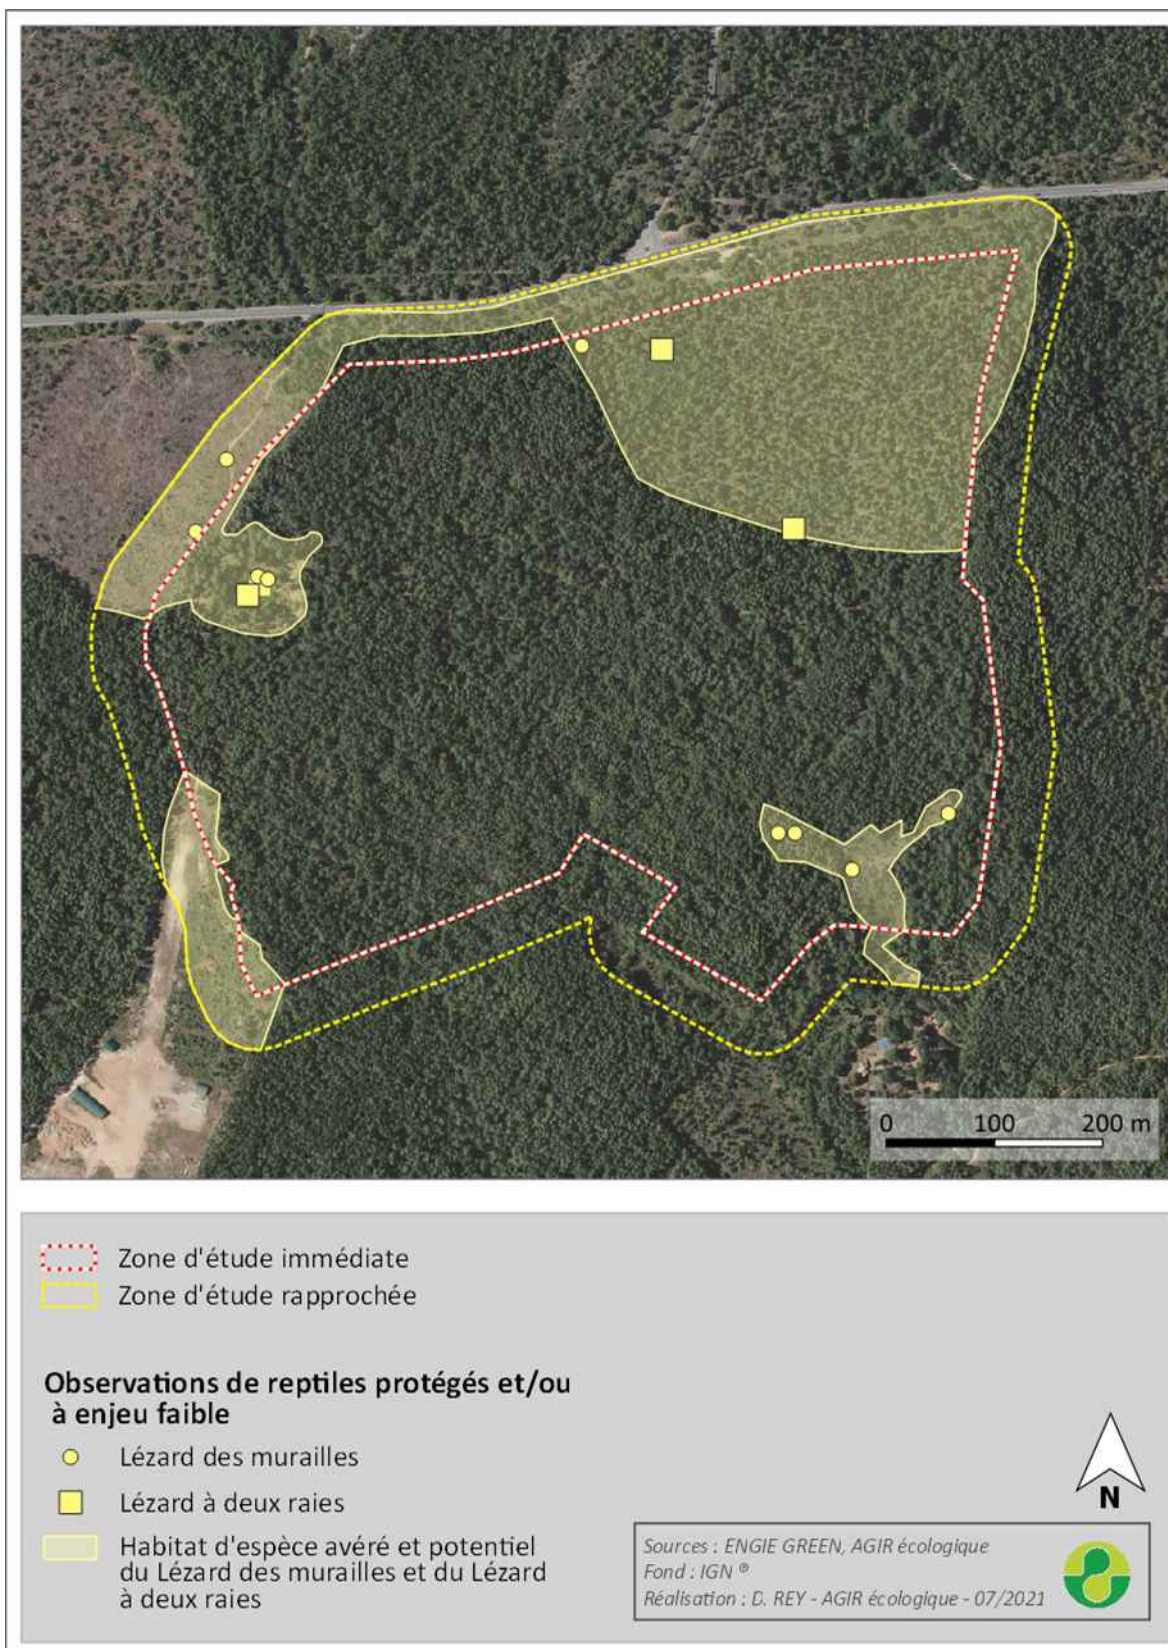 0 100 200 m
Zone d'étude immédiate
Zone d'étude rapprochée
Observations de reptiles protégés et/ou
à enjeu faible
Lézard des murailles
Lézard à deux raies
Habitat d'espèce avéré et potentiel
du Lézard des murailles et du Lézard
à deux raies
N
Sources : ENGIE GREEN, AGIR écologique
Fond : IGN ®
Réalisation : D. REY - AGIR écologique - 07/2021